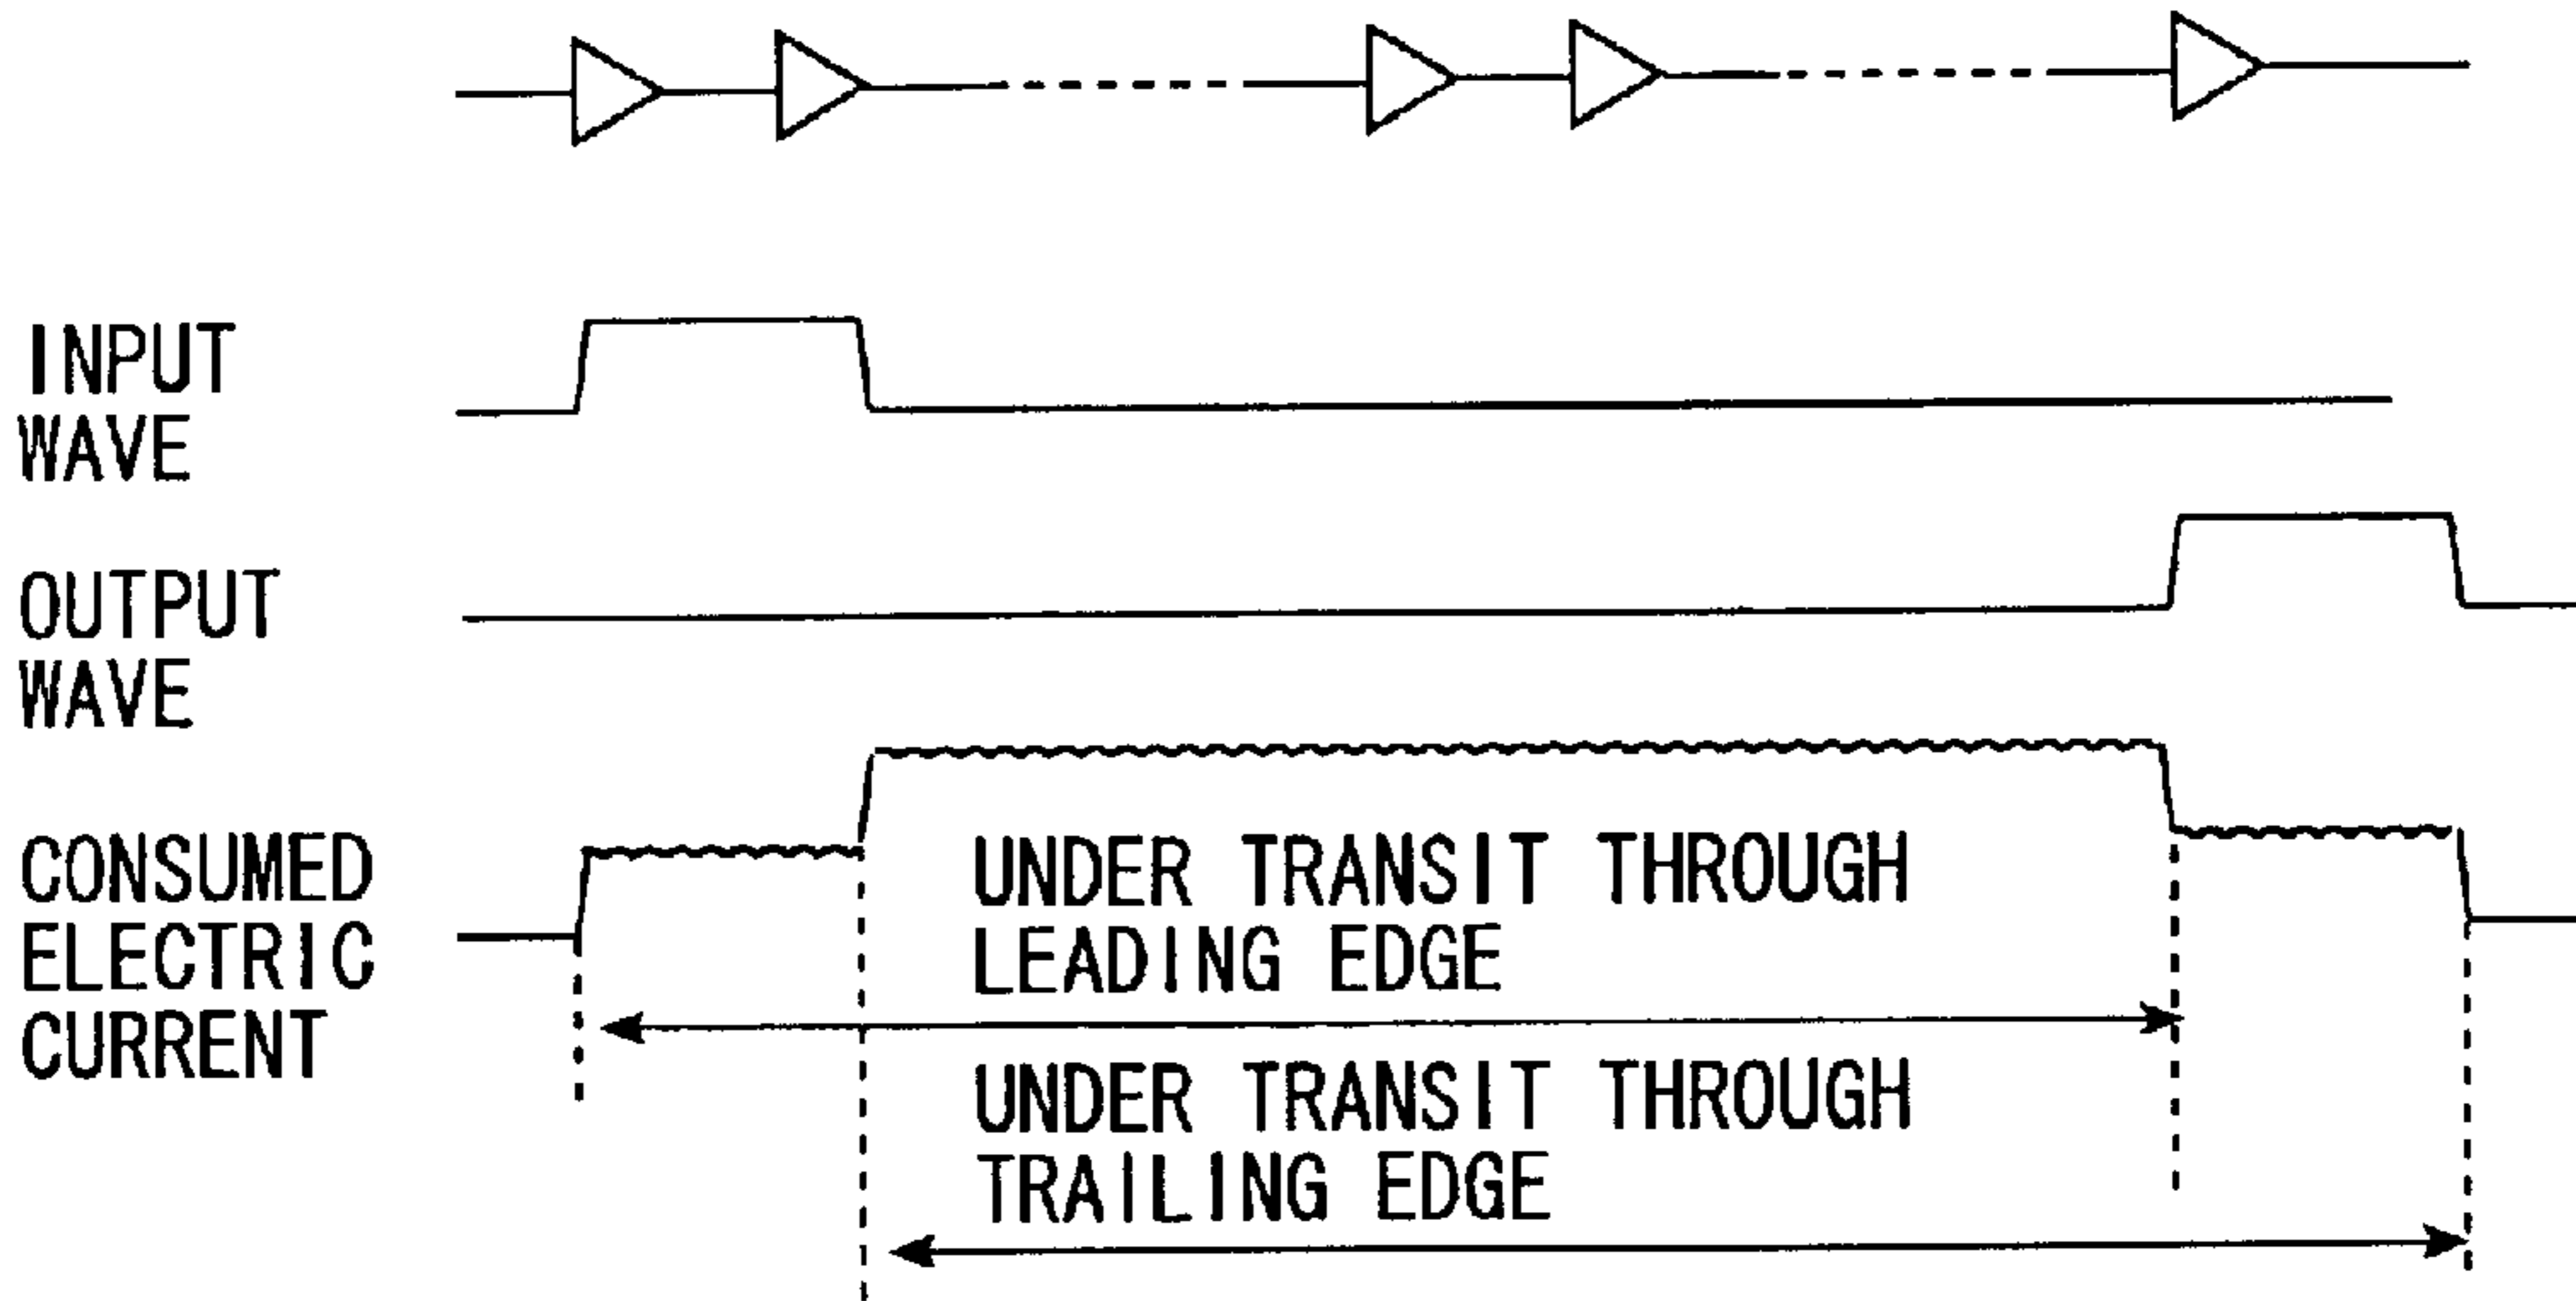 INPUT
WAVE
OUTPUT
WAVE
CONSUMED
ELECTRIC
CURRENT
UNDER TRANSIT THROUGH
LEADING EDGE
UNDER TRANSIT THROUGH
TRAILING EDGE